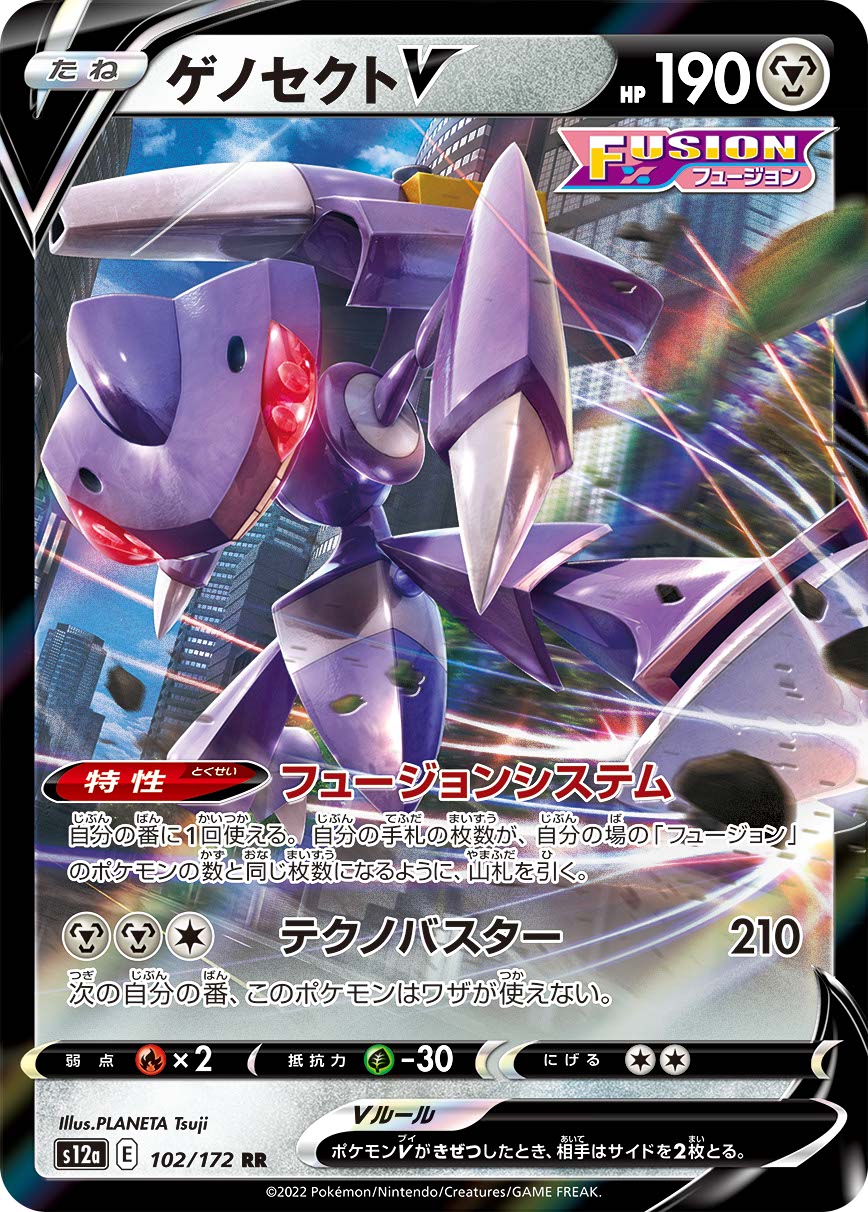 たね
ゲノセクトV
HP 190
FUSION
フュージョン
特性
とくせい
フュージョンシステム
自分の番に1回使える。自分の手札の枚数が、自分の場の「フュージョン」
のポケモンの数と同じ枚数になるように、山札を引く。
テクノバスター 210
次の自分の番、このポケモンはワザが使えない。
弱点 ×2 抵抗力 -30 にげる
Illus.PLANETA Tsuji
Vルール
ポケモンVがきぜつしたとき、相手はサイドを2枚とる。
s12a E 102/172 RR
©2022 Pokémon/Nintendo/Creatures/GAME FREAK.